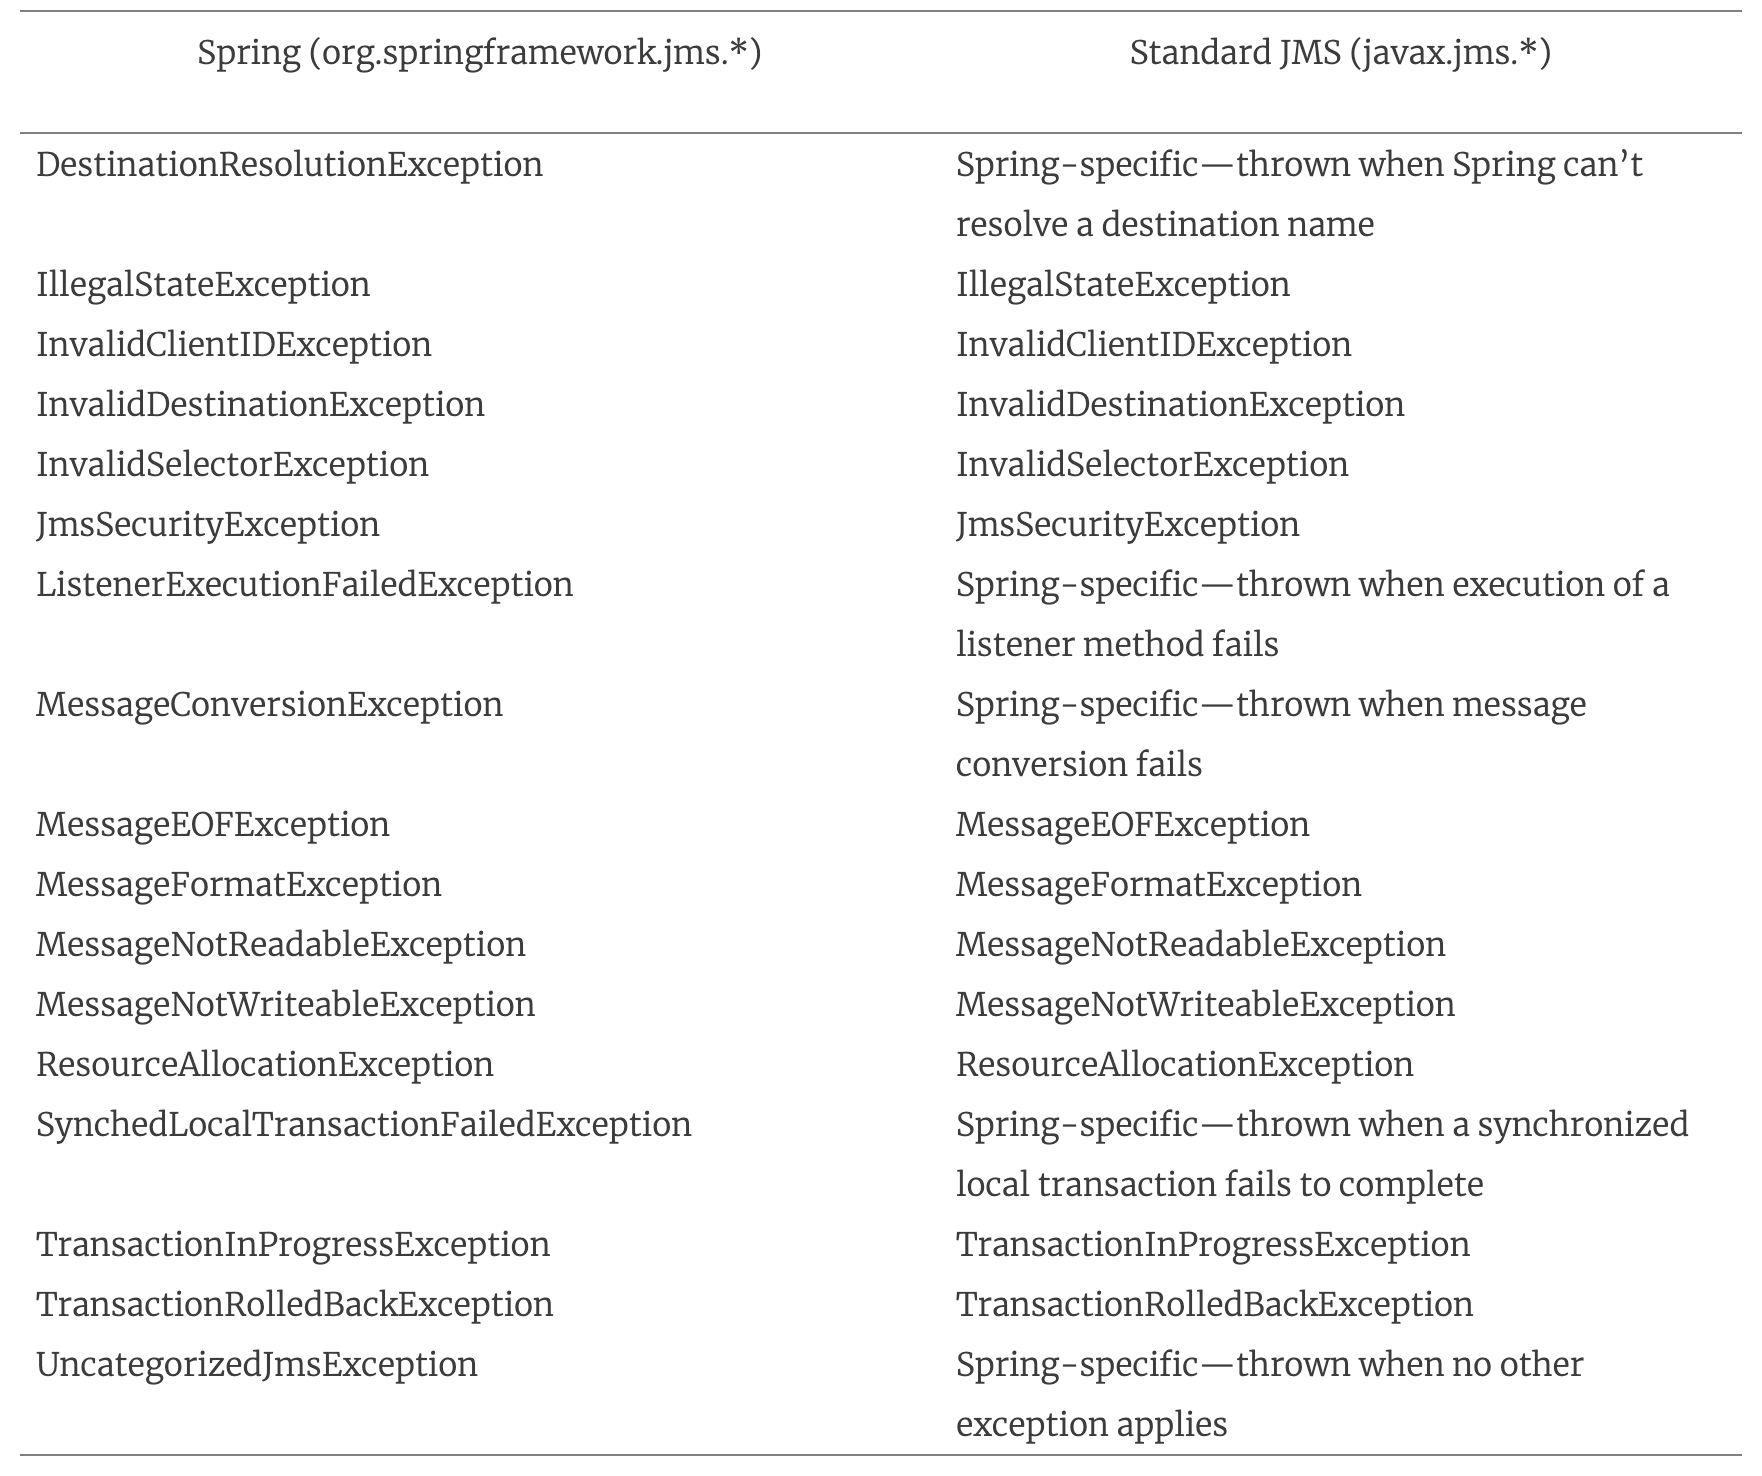 Spring (org.springframework.jms.*) Standard JMS (javax.jms.*)
DestinationResolutionException Spring-specific—thrown when Spring can’t
resolve a destination name
IllegalStateException IllegalStateException
InvalidClientIDException InvalidClientIDException
InvalidDestinationException InvalidDestinationException
InvalidSelectorException InvalidSelectorException
JmsSecurityException JmsSecurityException
ListenerExecutionFailedException Spring-specific—thrown when execution of a
listener method fails
MessageConversionException Spring-specific—thrown when message
conversion fails
MessageEOFException MessageEOFException
MessageFormatException MessageFormatException
MessageNotReadableException MessageNotReadableException
MessageNotWriteableException MessageNotWriteableException
ResourceAllocationException ResourceAllocationException
SynchedLocalTransactionFailedException Spring-specific—thrown when a synchronized
local transaction fails to complete
TransactionInProgressException TransactionInProgressException
TransactionRolledBackException TransactionRolledBackException
UncategorizedJmsException Spring-specific—thrown when no other
exception applies